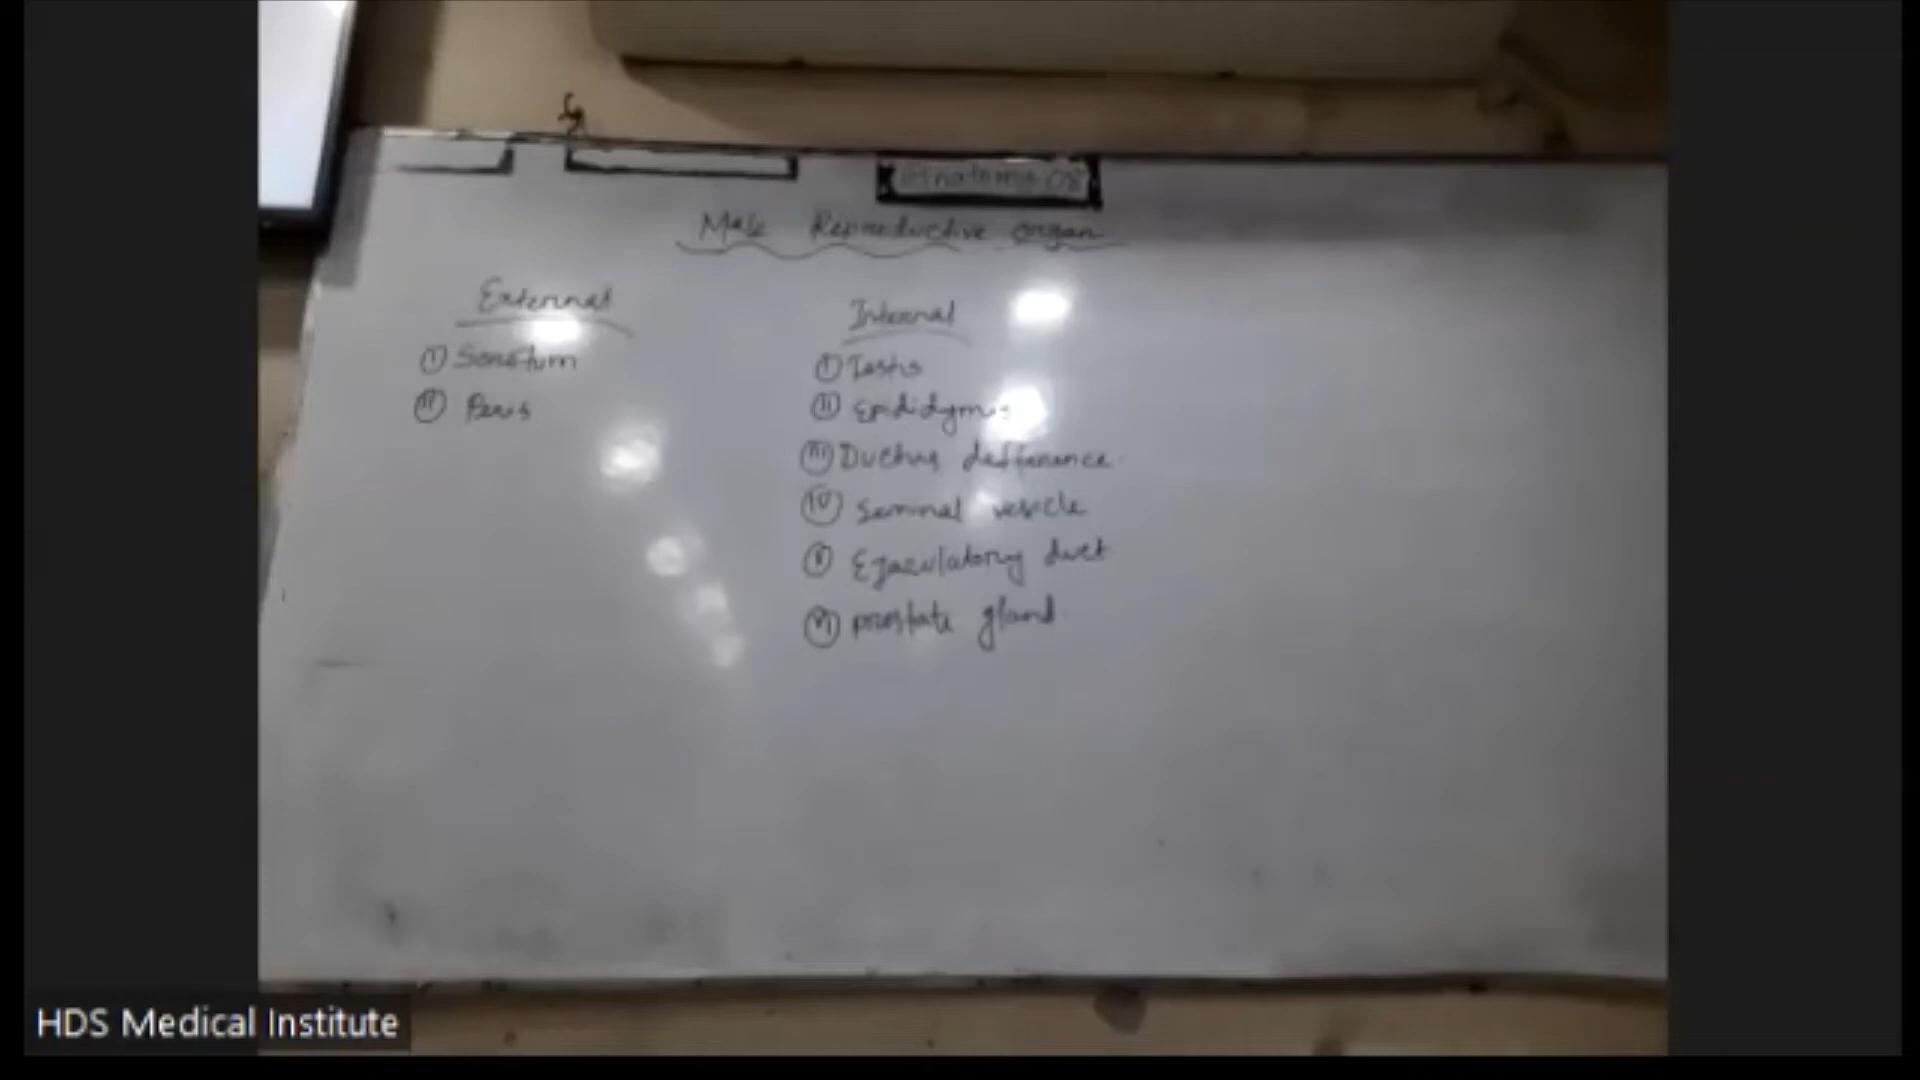 Anatomy-08
Male Reproductive organ
External
(i) Scrotum
(ii) Penis
Internal
(i) Testis
(ii) Epididymis
(iii) Ductus defference
(iv) Seminal vesicle
(v) Ejaculatory duct
(vi) prostate gland
HDS Medical Institute